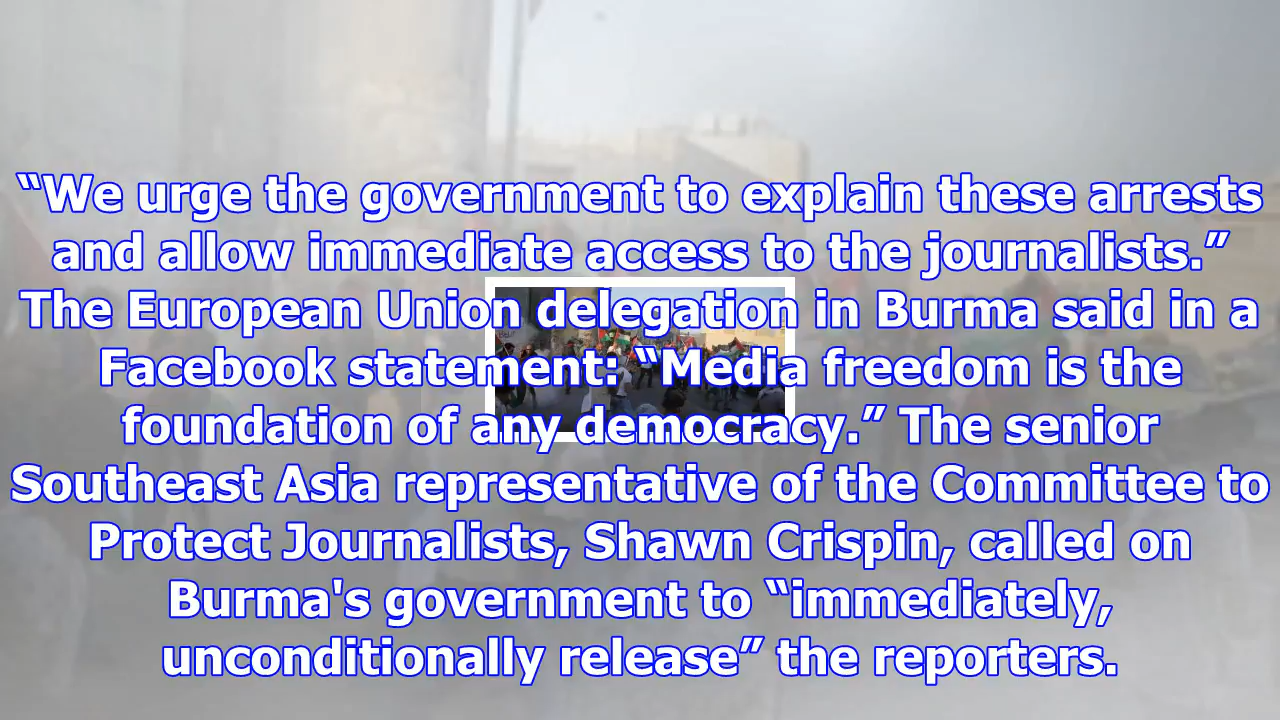 “We urge the government to explain these arrests
and allow immediate access to the journalists.”
The European Union delegation in Burma said in a
Facebook statement: “Media freedom is the
foundation of any democracy.” The senior
Southeast Asia representative of the Committee to
Protect Journalists, Shawn Crispin, called on
Burma's government to “immediately,
unconditionally release” the reporters.